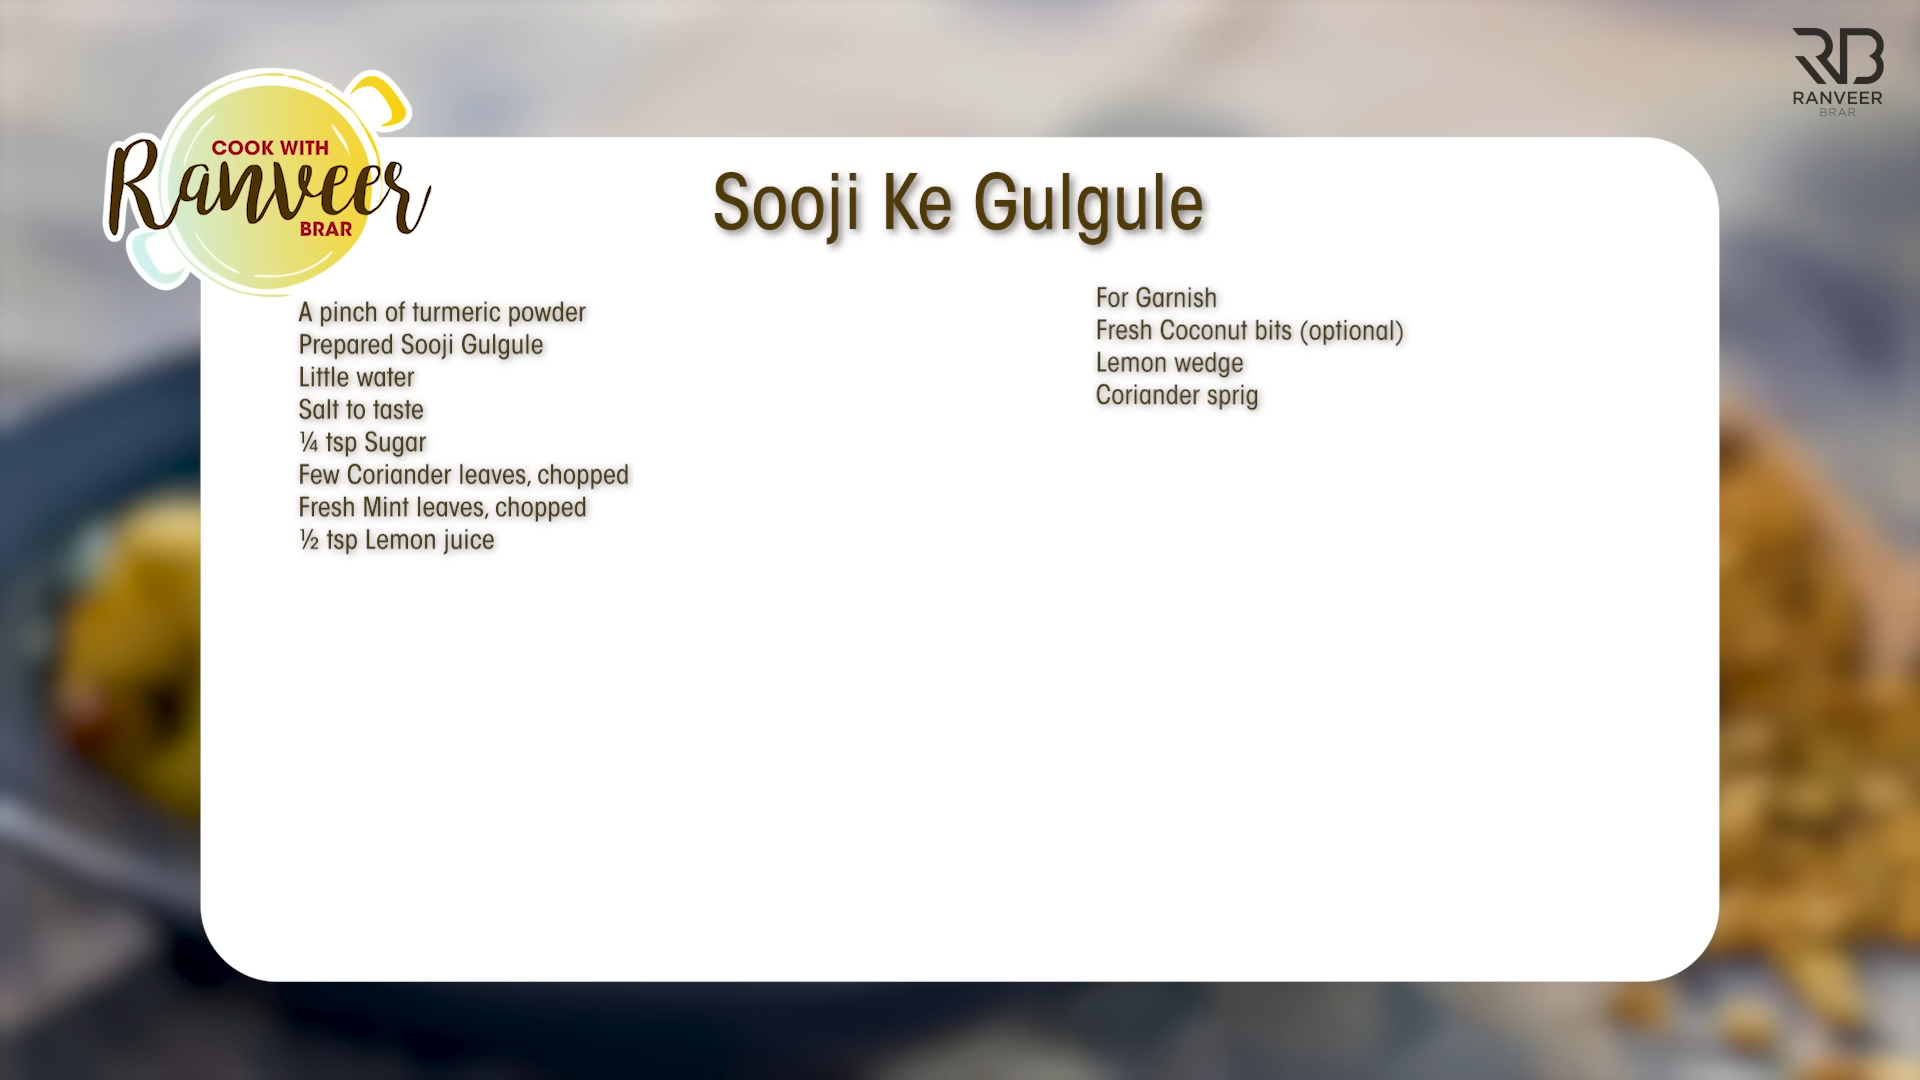 COOK WITH
Ranveer
BRAR
RB
RANVEER
BRAR
Sooji Ke Gulgule
A pinch of turmeric powder
Prepared Sooji Gulgule
Little water
Salt to taste
¼ tsp Sugar
Few Coriander leaves, chopped
Fresh Mint leaves, chopped
½ tsp Lemon juice
For Garnish
Fresh Coconut bits (optional)
Lemon wedge
Coriander sprig